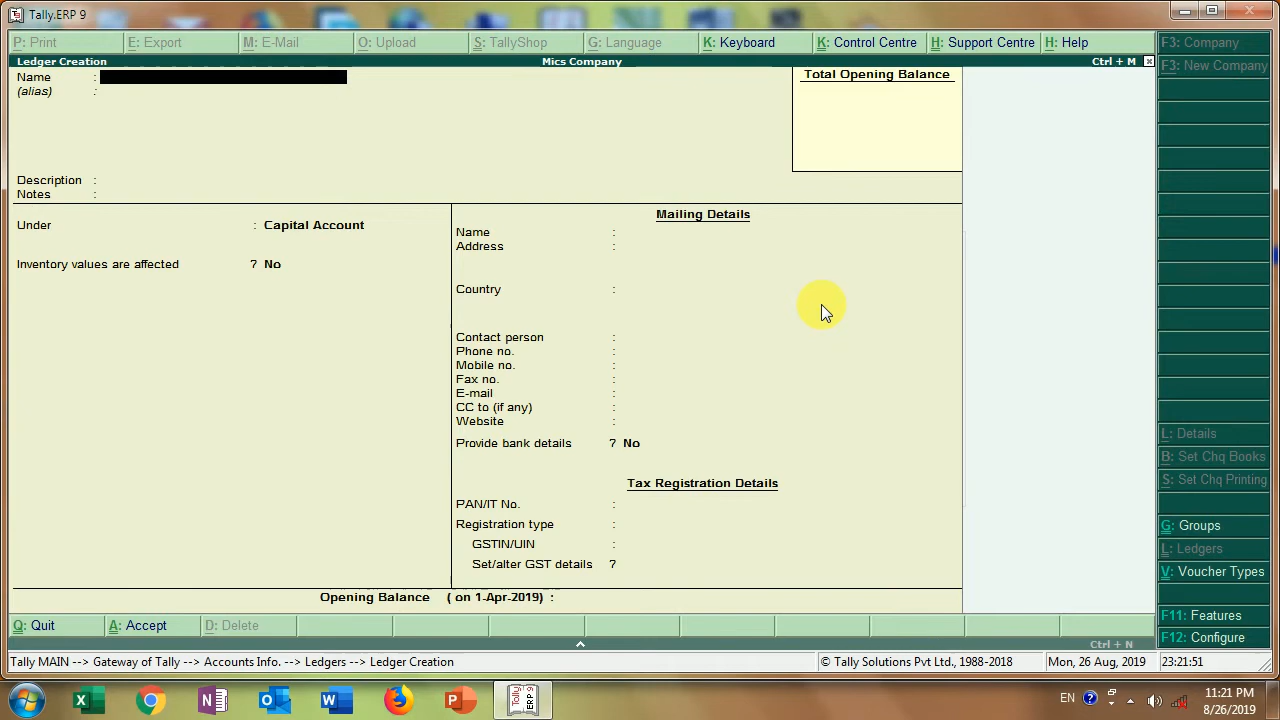 Tally.ERP 9
P: Print E: Export M: E-Mail O: Upload S: TallyShop G: Language K: Keyboard K: Control Centre H: Support Centre H: Help
F3: Company
F3: New Company
Ledger Creation Mics Company Ctrl + M
Name :
(alias) :
Total Opening Balance
Description :
Notes :
Under : Capital Account
Inventory values are affected ? No
Mailing Details
Name :
Address :
Country :
Contact person :
Phone no. :
Mobile no. :
Fax no. :
E-mail :
CC to (if any) :
Website :
Provide bank details ? No
Tax Registration Details
PAN/IT No. :
Registration type :
GSTIN/UIN :
Set/alter GST details ?
Opening Balance ( on 1-Apr-2019) :
L: Details
B: Set Chq Books
S: Set Chq Printing
G: Groups
L: Ledgers
V: Voucher Types
F11: Features
F12: Configure
Q: Quit A: Accept D: Delete
Ctrl + N
Tally MAIN --> Gateway of Tally --> Accounts Info. --> Ledgers --> Ledger Creation © Tally Solutions Pvt Ltd., 1988-2018 Mon, 26 Aug, 2019 23:21:51
EN 11:21 PM
8/26/2019